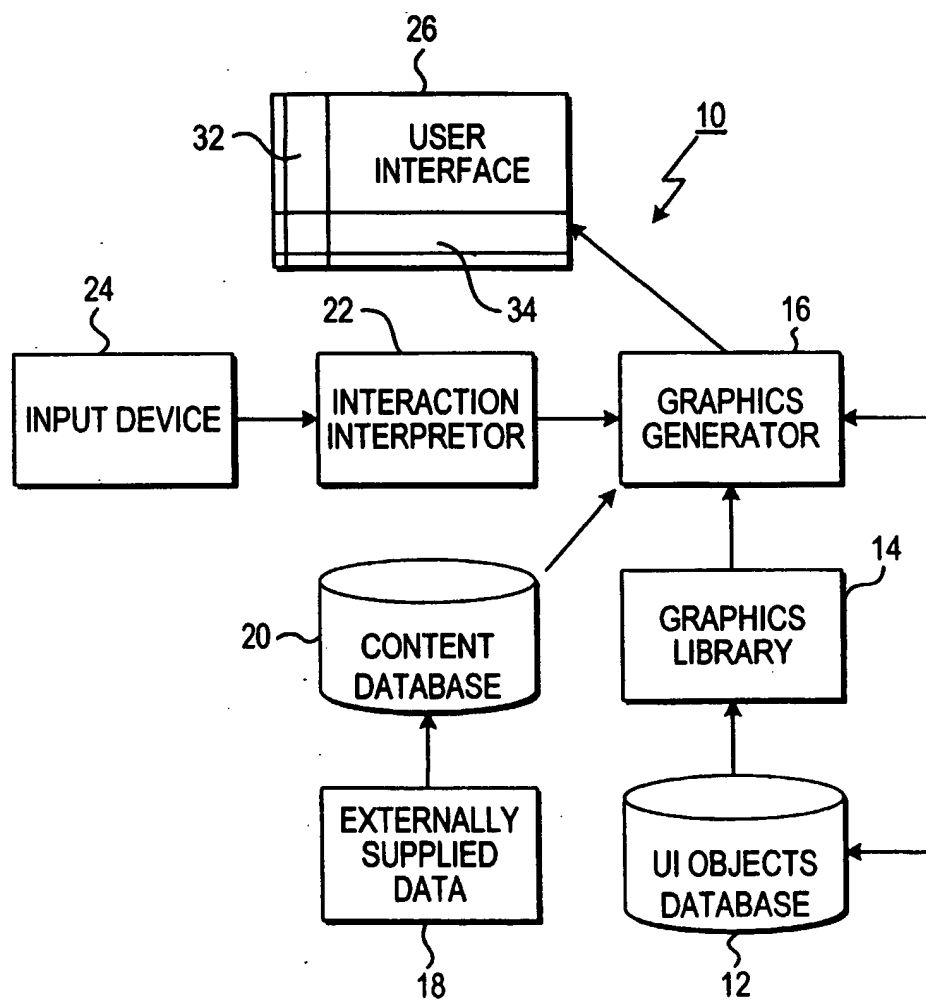 26
10
32
USER
INTERFACE
34
24
22
16
INPUT DEVICE
INTERACTION
INTERPRETOR
GRAPHICS
GENERATOR
14
20
CONTENT
DATABASE
GRAPHICS
LIBRARY
EXTERNALLY
SUPPLIED
DATA
UI OBJECTS
DATABASE
18
12